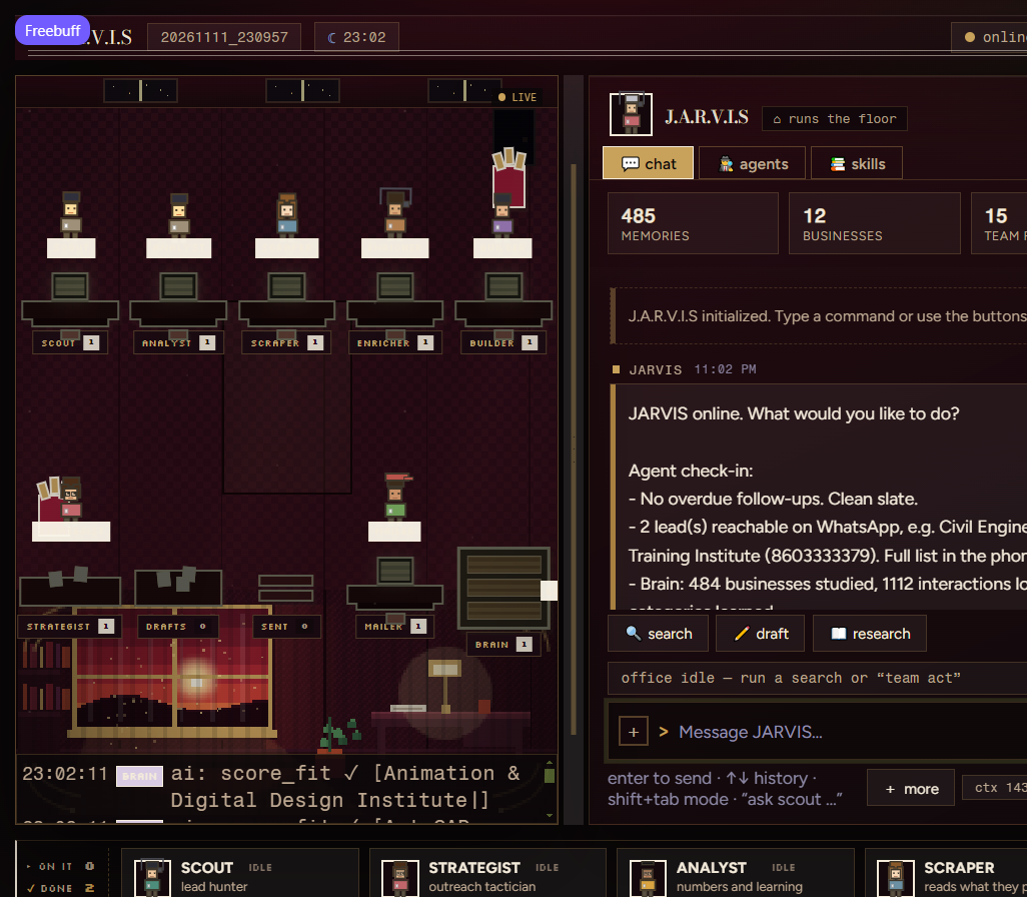 Freebuff
.V.I.S
20261111_230957
☾ 23:02
onlin
LIVE
SCOUT 1
ANALYST 1
SCRAPER 1
ENRICHER 1
BUILDER 1
STRATEGIST 1
DRAFTS 0
SENT 0
MAILER 1
BRAIN 1
23:02:11 BRAIN ai: score_fit ✓ [Animation &
Digital Design Institute|]
J.A.R.V.I.S
⌂ runs the floor
chat
agents
skills
485
MEMORIES
12
BUSINESSES
15
TEAM
J.A.R.V.I.S initialized. Type a command or use the buttons
JARVIS 11:02 PM
JARVIS online. What would you like to do?
Agent check-in:
- No overdue follow-ups. Clean slate.
- 2 lead(s) reachable on WhatsApp, e.g. Civil Engine
Training Institute (8603333379). Full list in the phon
- Brain: 484 businesses studied, 1112 interactions lo
search
draft
research
office idle — run a search or “team act”
+ > Message JARVIS...
enter to send · ↑↓ history ·
shift+tab mode · “ask scout ...”
+ more
ctx 143
ON IT 0
✓ DONE 2
SCOUT IDLE
lead hunter
STRATEGIST IDLE
outreach tactician
ANALYST IDLE
numbers and learning
SCRAPER
reads what they p